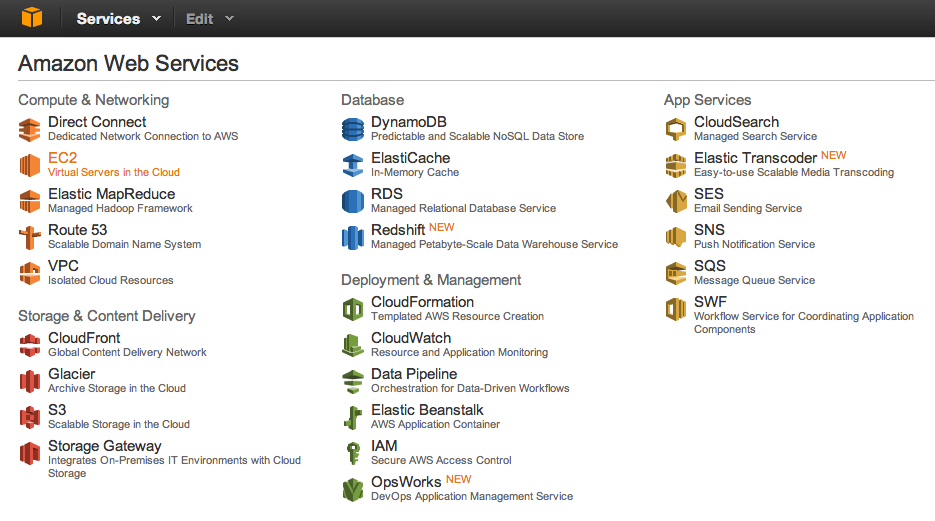 Services Edit
Amazon Web Services
Compute & Networking
Direct Connect
Dedicated Network Connection to AWS
EC2
Virtual Servers in the Cloud
Elastic MapReduce
Managed Hadoop Framework
Route 53
Scalable Domain Name System
VPC
Isolated Cloud Resources
Storage & Content Delivery
CloudFront
Global Content Delivery Network
Glacier
Archive Storage in the Cloud
S3
Scalable Storage in the Cloud
Storage Gateway
Integrates On-Premises IT Environments with Cloud
Storage
Database
DynamoDB
Predictable and Scalable NoSQL Data Store
ElastiCache
In-Memory Cache
RDS
Managed Relational Database Service
Redshift NEW
Managed Petabyte-Scale Data Warehouse Service
Deployment & Management
CloudFormation
Templated AWS Resource Creation
CloudWatch
Resource and Application Monitoring
Data Pipeline
Orchestration for Data-Driven Workflows
Elastic Beanstalk
AWS Application Container
IAM
Secure AWS Access Control
OpsWorks NEW
DevOps Application Management Service
App Services
CloudSearch
Managed Search Service
Elastic Transcoder NEW
Easy-to-use Scalable Media Transcoding
SES
Email Sending Service
SNS
Push Notification Service
SQS
Message Queue Service
SWF
Workflow Service for Coordinating Application
Components